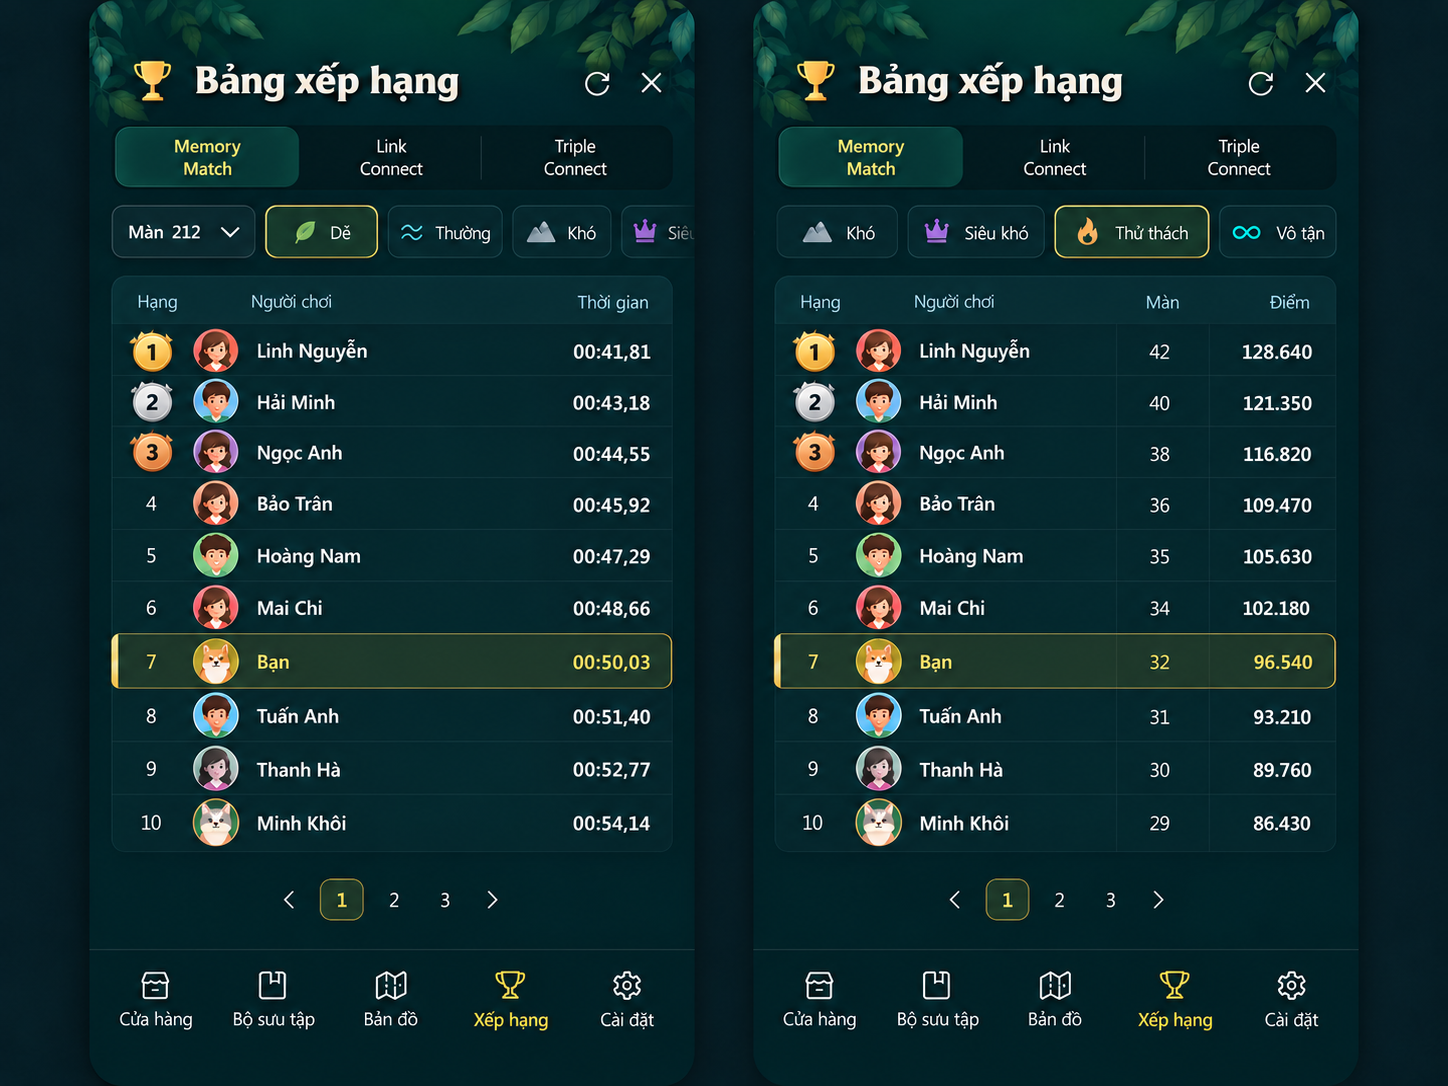 Bảng xếp hạng
Memory
Match
Link
Connect
Triple
Connect
Màn 212
Dễ
Thường
Khó
Siêu
Hạng Người chơi Thời gian
1 Linh Nguyễn 00:41,81
2 Hải Minh 00:43,18
3 Ngọc Anh 00:44,55
4 Bảo Trân 00:45,92
5 Hoàng Nam 00:47,29
6 Mai Chi 00:48,66
7 Bạn 00:50,03
8 Tuấn Anh 00:51,40
9 Thanh Hà 00:52,77
10 Minh Khôi 00:54,14
1 2 3
Cửa hàng
Bộ sưu tập
Bản đồ
Xếp hạng
Cài đặt
Bảng xếp hạng
Memory
Match
Link
Connect
Triple
Connect
Khó
Siêu khó
Thử thách
Vô tận
Hạng Người chơi Màn Điểm
1 Linh Nguyễn 42 128.640
2 Hải Minh 40 121.350
3 Ngọc Anh 38 116.820
4 Bảo Trân 36 109.470
5 Hoàng Nam 35 105.630
6 Mai Chi 34 102.180
7 Bạn 32 96.540
8 Tuấn Anh 31 93.210
9 Thanh Hà 30 89.760
10 Minh Khôi 29 86.430
1 2 3
Cửa hàng
Bộ sưu tập
Bản đồ
Xếp hạng
Cài đặt